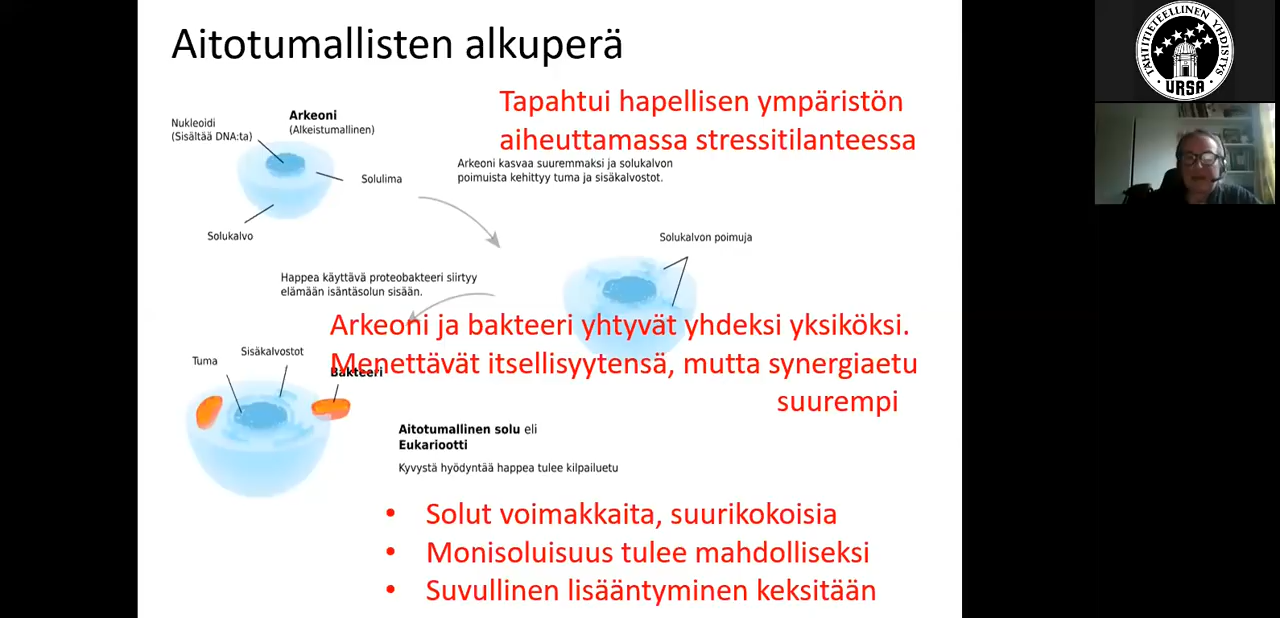 Aitotumallisten alkuperä
Tapahtui hapellisen ympäristön
aiheuttamassa stressitilanteessa
Nukleoidi
(Sisältää DNA:ta)
Arkeoni
(Alkeistumallinen)
Solulima
Solukalvo
Arkeoni kasvaa suuremmaksi ja solukalvon
poimuista kehittyy tuma ja sisäkalvostot.
Solukalvon poimuja
Happea käyttävä proteobakteeri siirtyy
elämään isäntäsolun sisään.
Arkeoni ja bakteeri yhtyvät yhdeksi yksiköksi.
Menettävät itsellisyytensä, mutta synergiaetu
suurempi
Tuma
Sisäkalvostot
Bakteeri
Aitotumallinen solu eli
Eukariootti
Kyvystä hyödyntää happea tulee kilpailuetu
• Solut voimakkaita, suurikokoisia
• Monisoluisuus tulee mahdolliseksi
• Suvullinen lisääntyminen keksitään
TÄHTITIETEELLINEN YHDISTYS
URSA